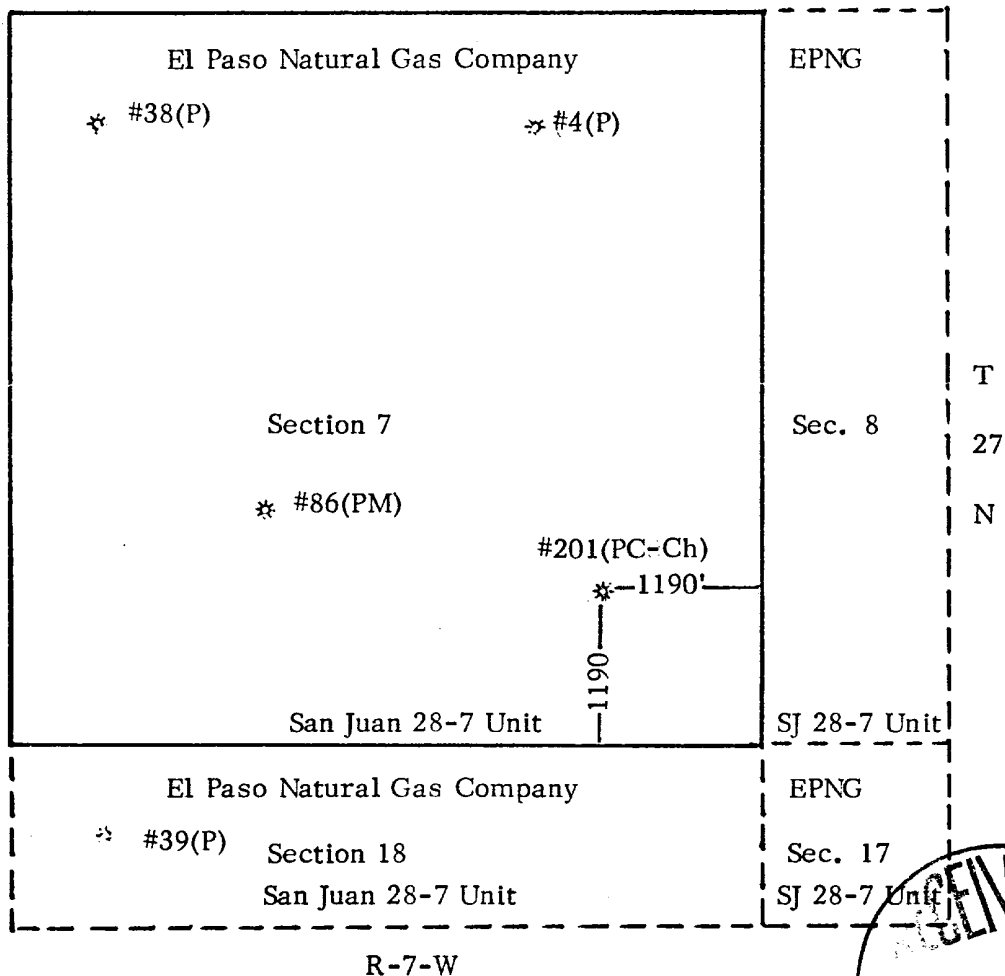 El Paso Natural Gas Company EPNG
#38(P) #4(P)
T
Section 7 Sec. 8
27
#86(PM) N
#201(PC-Ch)
1190'
1190
San Juan 28-7 Unit SJ 28-7 Unit
El Paso Natural Gas Company EPNG
#39(P)
Section 18 Sec. 17
San Juan 28-7 Unit SJ 28-7 Unit
R-7-W